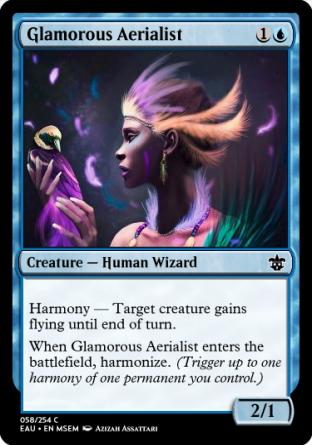 Glamorous Aerialist 1
Creature — Human Wizard
Harmony — Target creature gains
flying until end of turn.
When Glamorous Aerialist enters the
battlefield, harmonize. (Trigger up to one
harmony of one permanent you control.)
2/1
058/254 C
EAU • EN MSEM Azizah Assattari